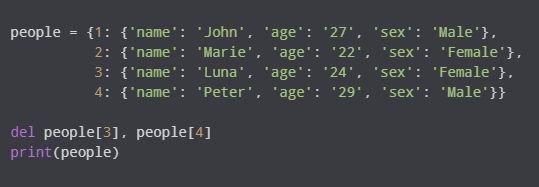 people = {1: {'name': 'John', 'age': '27', 'sex': 'Male'},
          2: {'name': 'Marie', 'age': '22', 'sex': 'Female'},
          3: {'name': 'Luna', 'age': '24', 'sex': 'Female'},
          4: {'name': 'Peter', 'age': '29', 'sex': 'Male'}}
del people[3], people[4]
print(people)